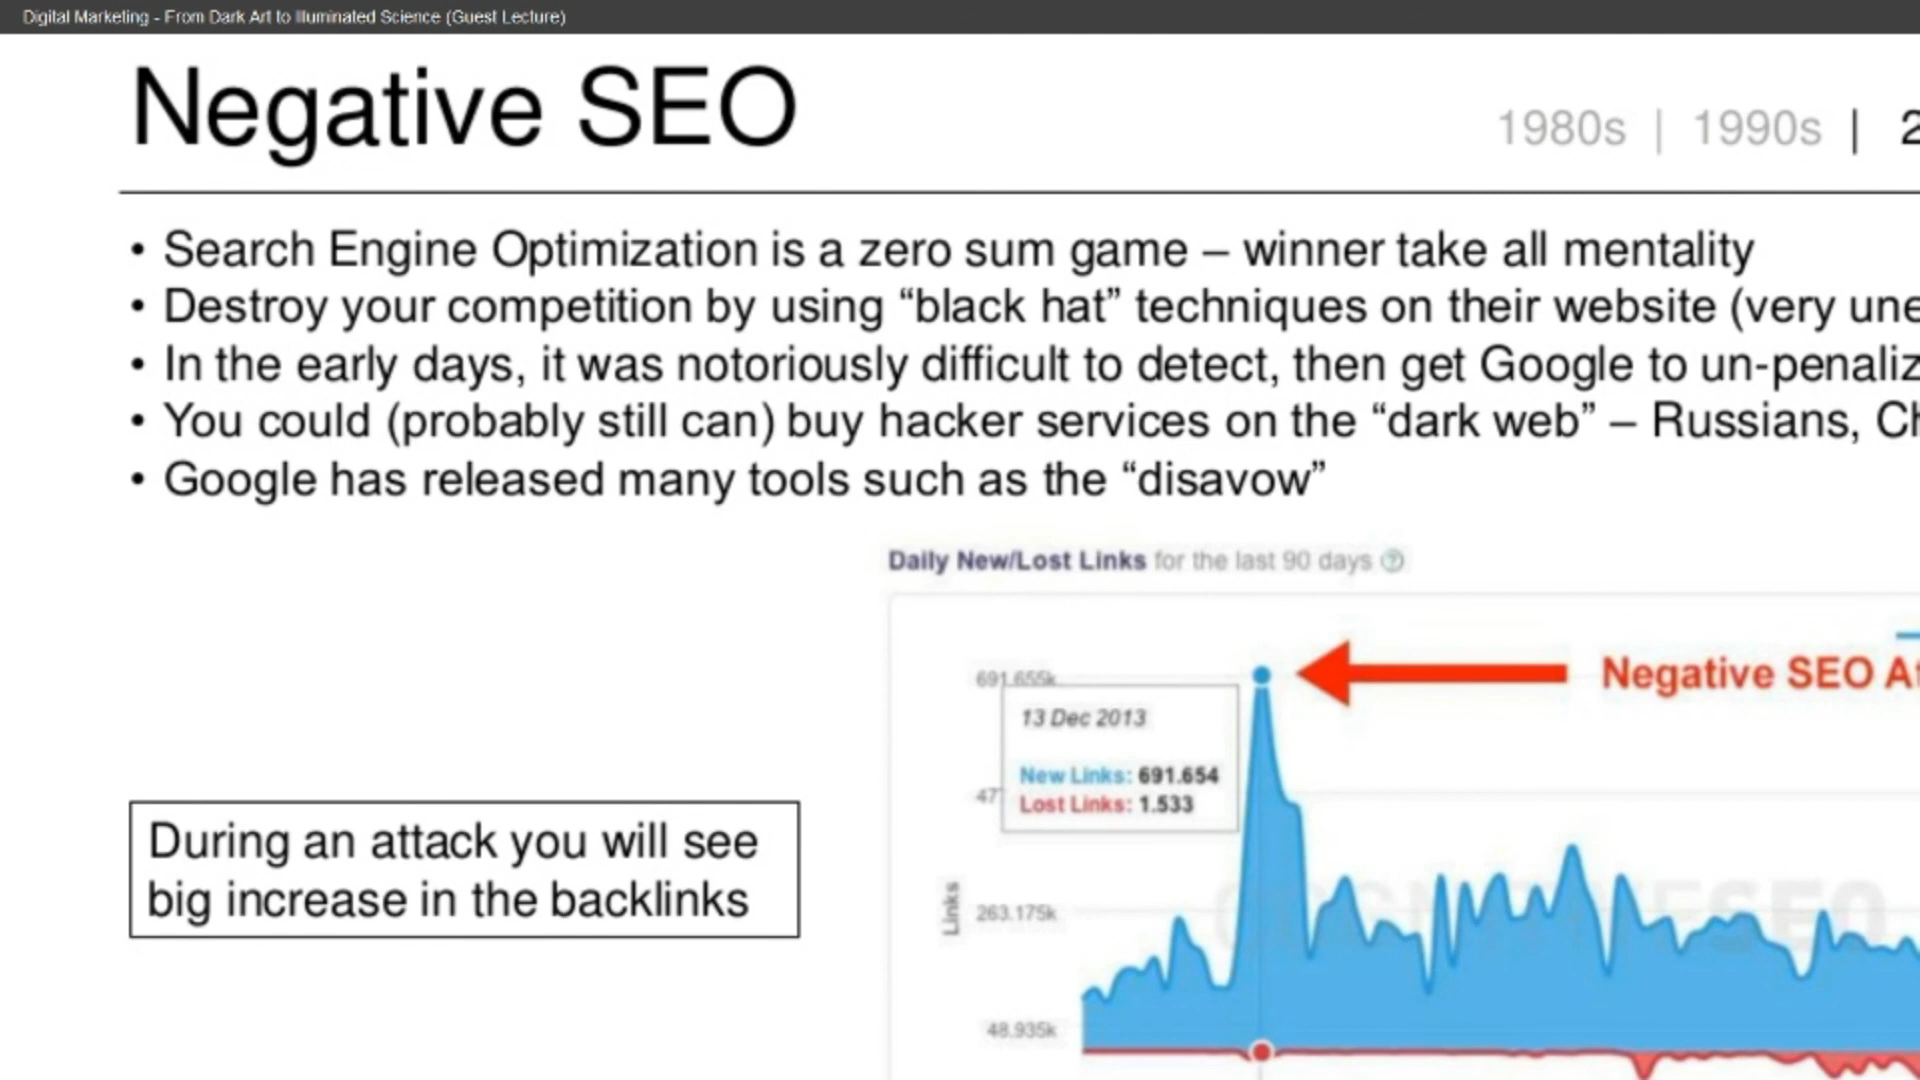 Digital Marketing - From Dark Art to Illuminated Science (Guest Lecture)
Negative SEO
1980s | 1990s | 2
• Search Engine Optimization is a zero sum game – winner take all mentality
• Destroy your competition by using “black hat” techniques on their website (very une
• In the early days, it was notoriously difficult to detect, then get Google to un-penaliz
• You could (probably still can) buy hacker services on the “dark web” – Russians, Ch
• Google has released many tools such as the “disavow”
Daily New/Lost Links for the last 90 days
691.655k
Negative SEO At
13 Dec 2013
New Links: 691.654
47
Lost Links: 1.533
During an attack you will see
big increase in the backlinks
Links
263.175k
48.935k